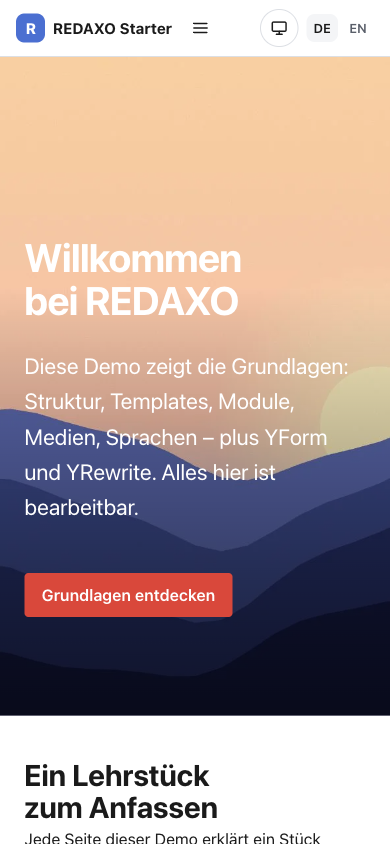 R REDAXO Starter DE EN
Willkommen
bei REDAXO
Diese Demo zeigt die Grundlagen:
Struktur, Templates, Module,
Medien, Sprachen – plus YForm
und YRewrite. Alles hier ist
bearbeitbar.
Grundlagen entdecken
Ein Lehrstück
zum Anfassen
Jede Seite dieser Demo erklärt ein Stück